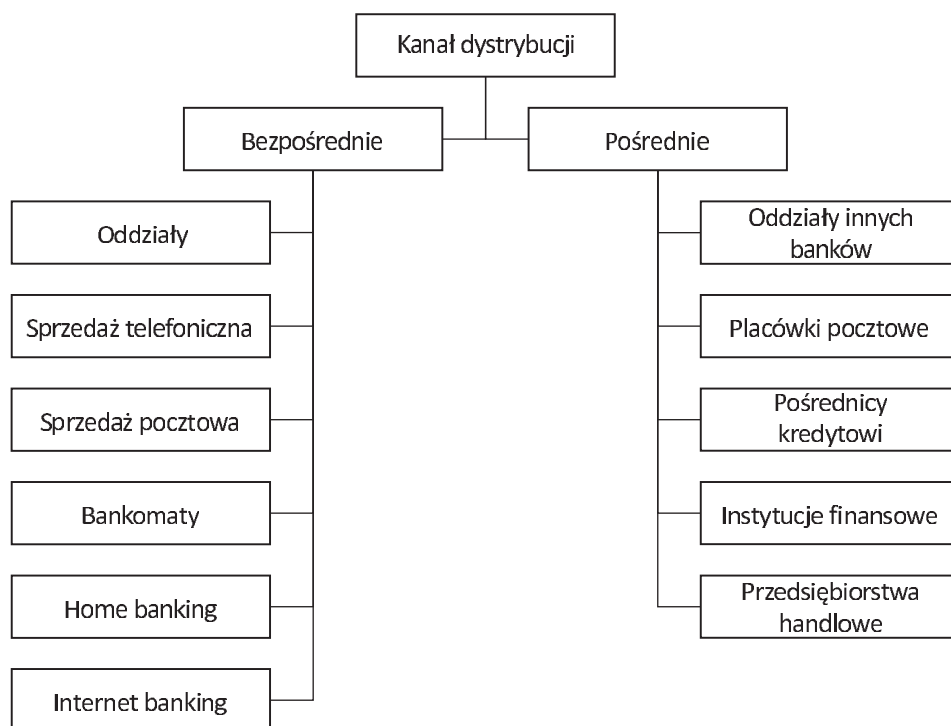 Kanał dystrybucji
Bezpośrednie
Pośrednie
Oddziały
Sprzedaż telefoniczna
Sprzedaż pocztowa
Bankomaty
Home banking
Internet banking
Oddziały innych
banków
Placówki pocztowe
Pośrednicy
kredytowi
Instytucje finansowe
Przedsiębiorstwa
handlowe